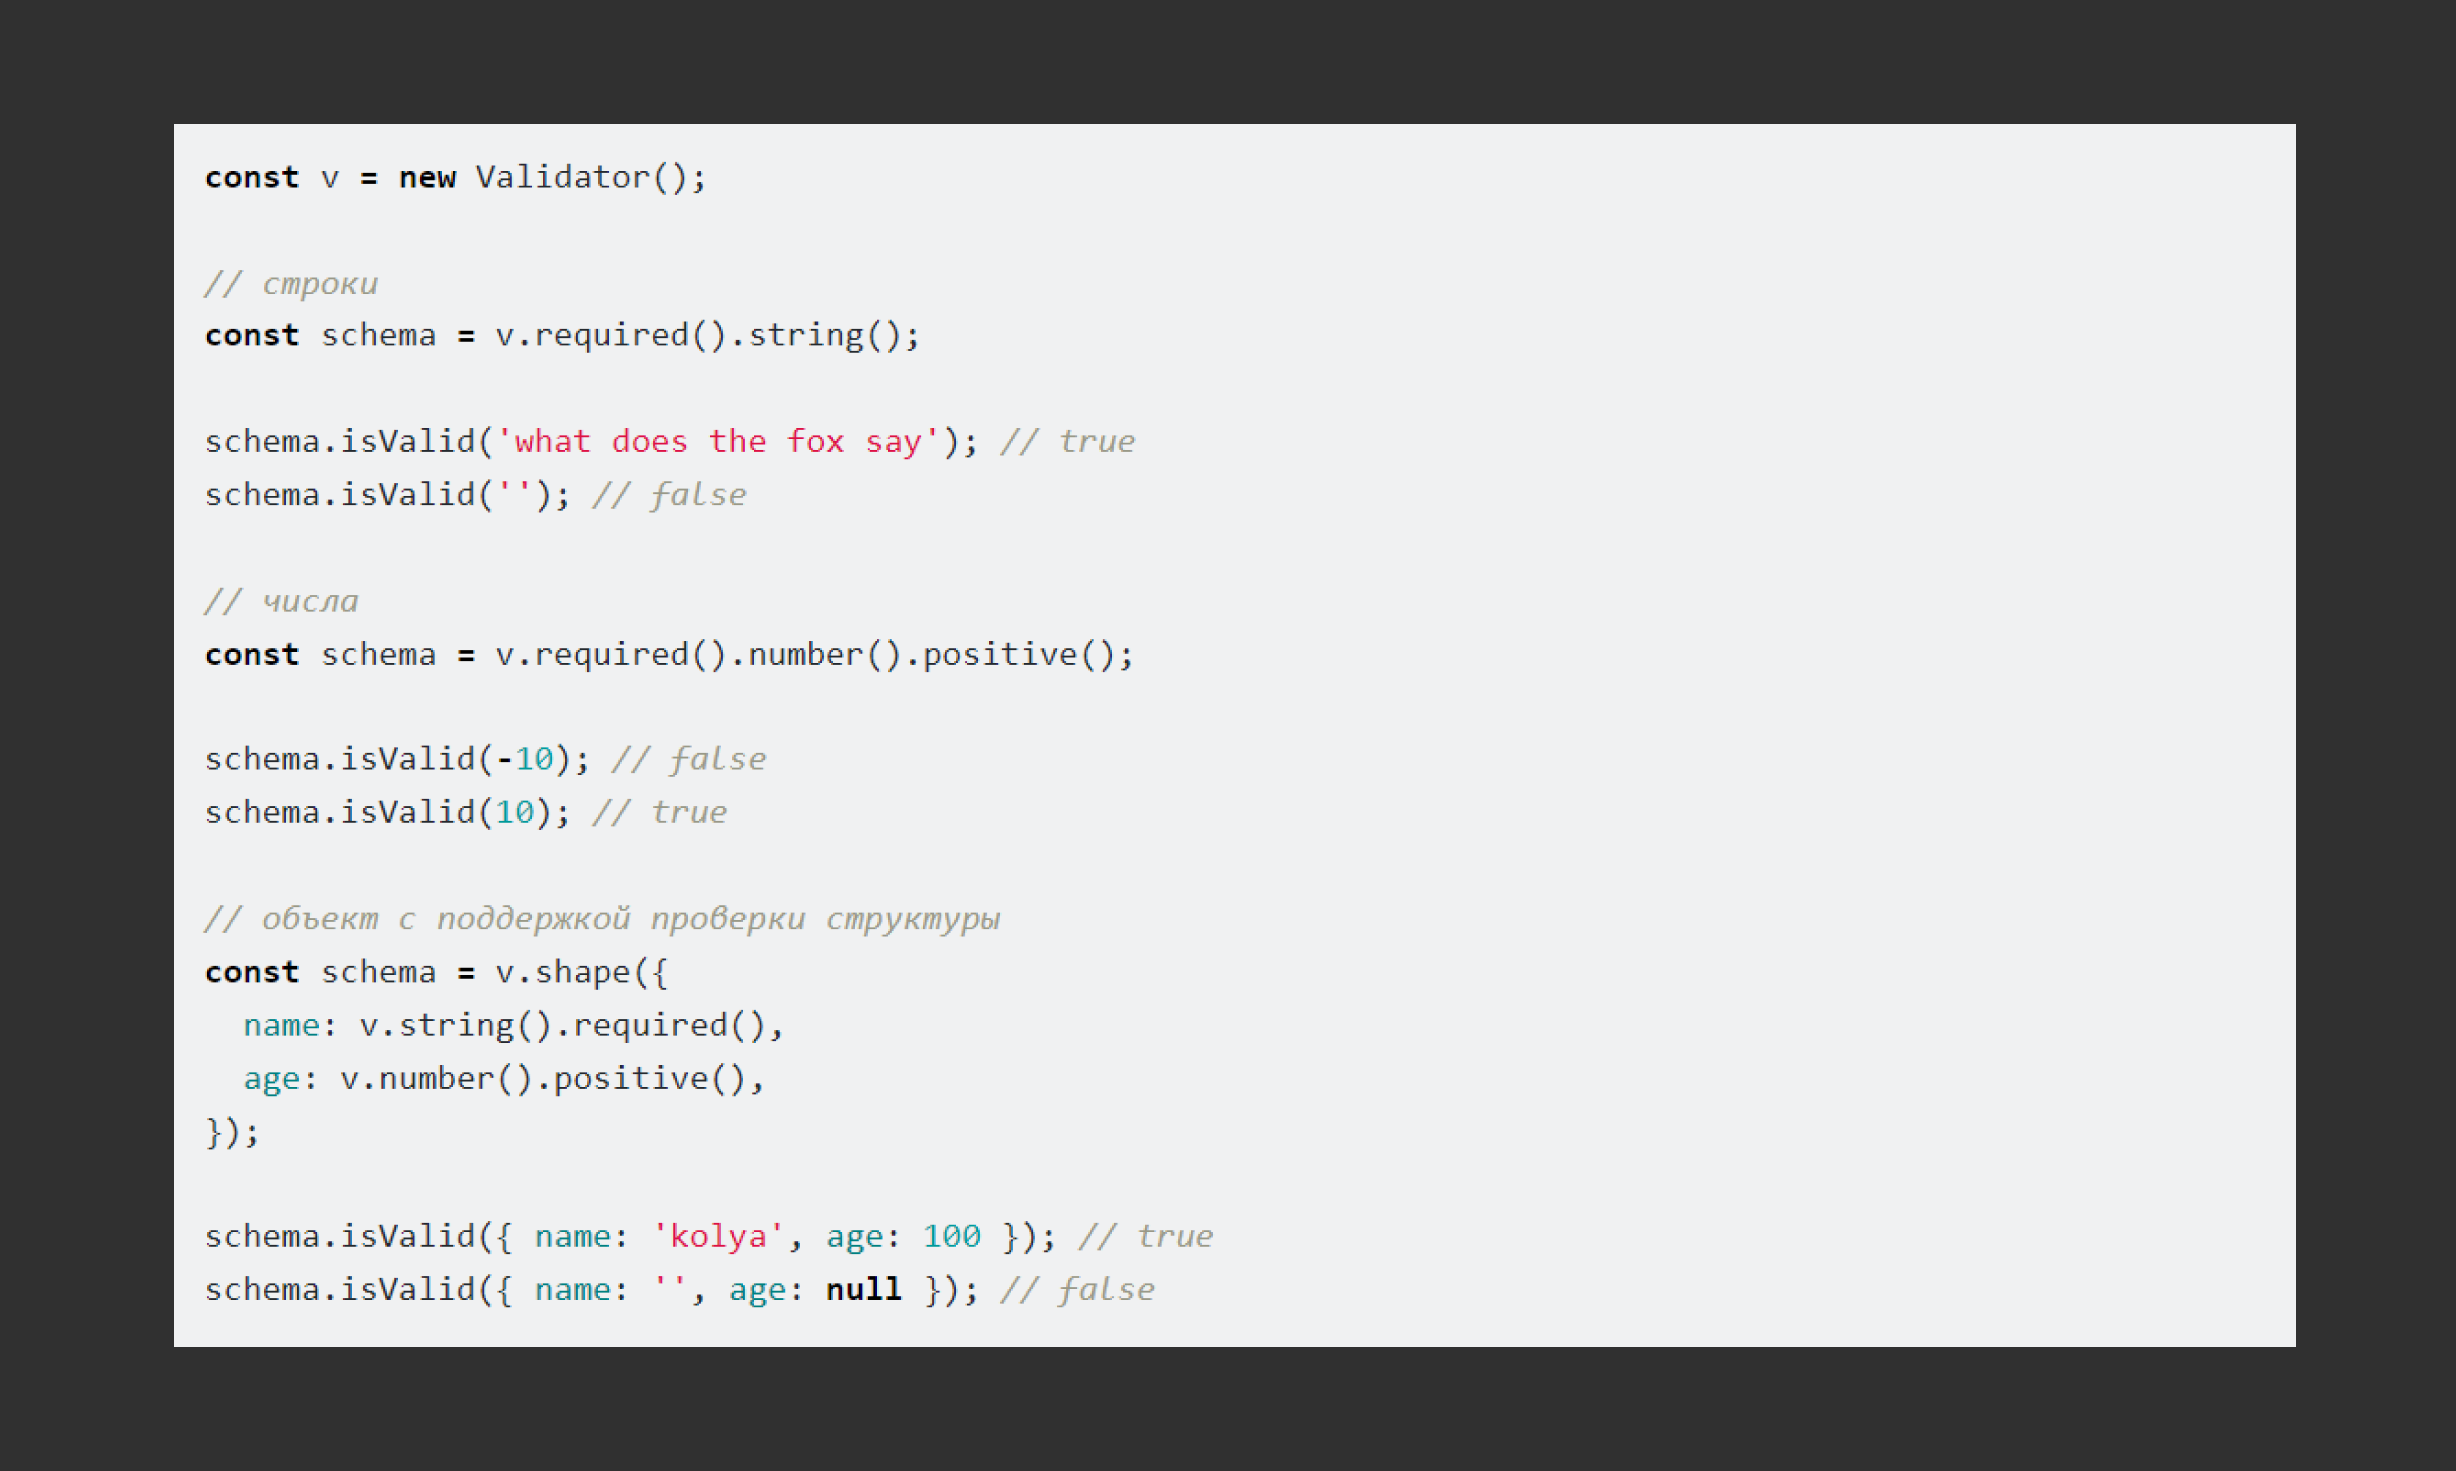 const v = new Validator();
// строки
const schema = v.required().string();
schema.isValid('what does the fox say'); // true
schema.isValid(''); // false
// числа
const schema = v.required().number().positive();
schema.isValid(-10); // false
schema.isValid(10); // true
// объект с поддержкой проверки структуры
const schema = v.shape({
  name: v.string().required(),
  age: v.number().positive(),
});
schema.isValid({ name: 'kolya', age: 100 }); // true
schema.isValid({ name: '', age: null }); // false